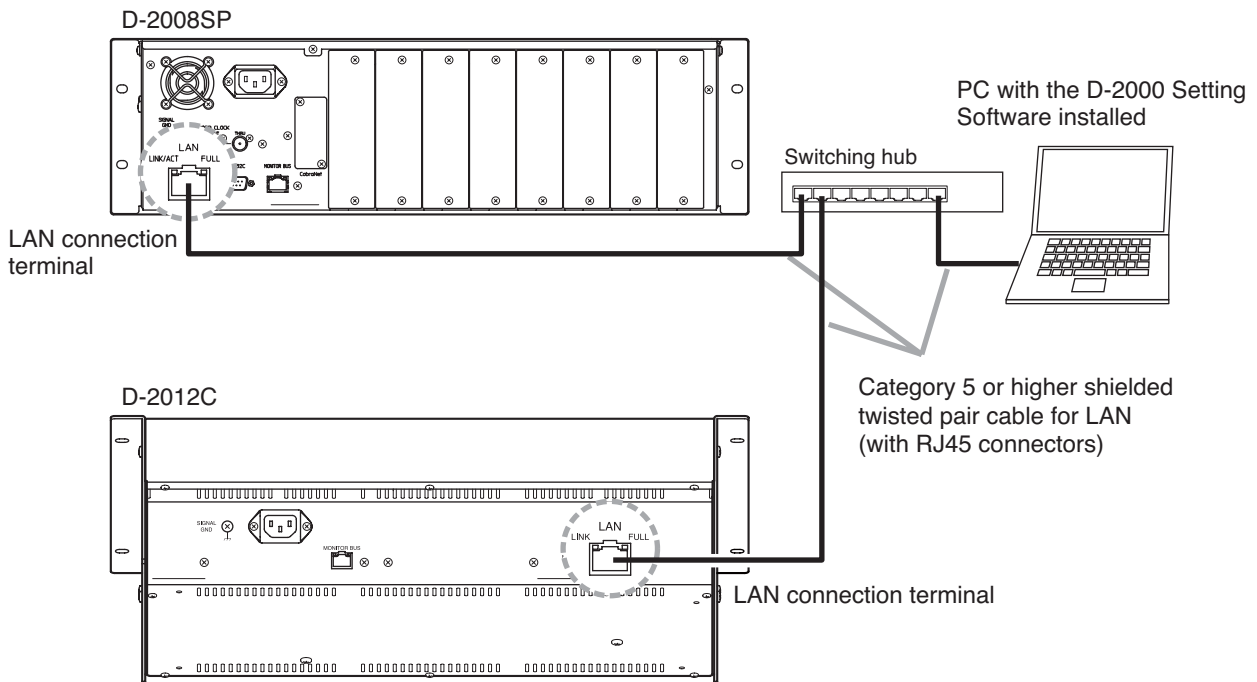 D-2008SP
SIGNAL
GND
CLOCK
THRU
LAN
LINK/ACT
FULL
MONITOR BUS
CobraNet
LAN connection
terminal
Switching hub
PC with the D-2000 Setting
Software installed
Category 5 or higher shielded
twisted pair cable for LAN
(with RJ45 connectors)
D-2012C
SIGNAL
GND
MONITOR BUS
LAN
LINK
FULL
LAN connection terminal